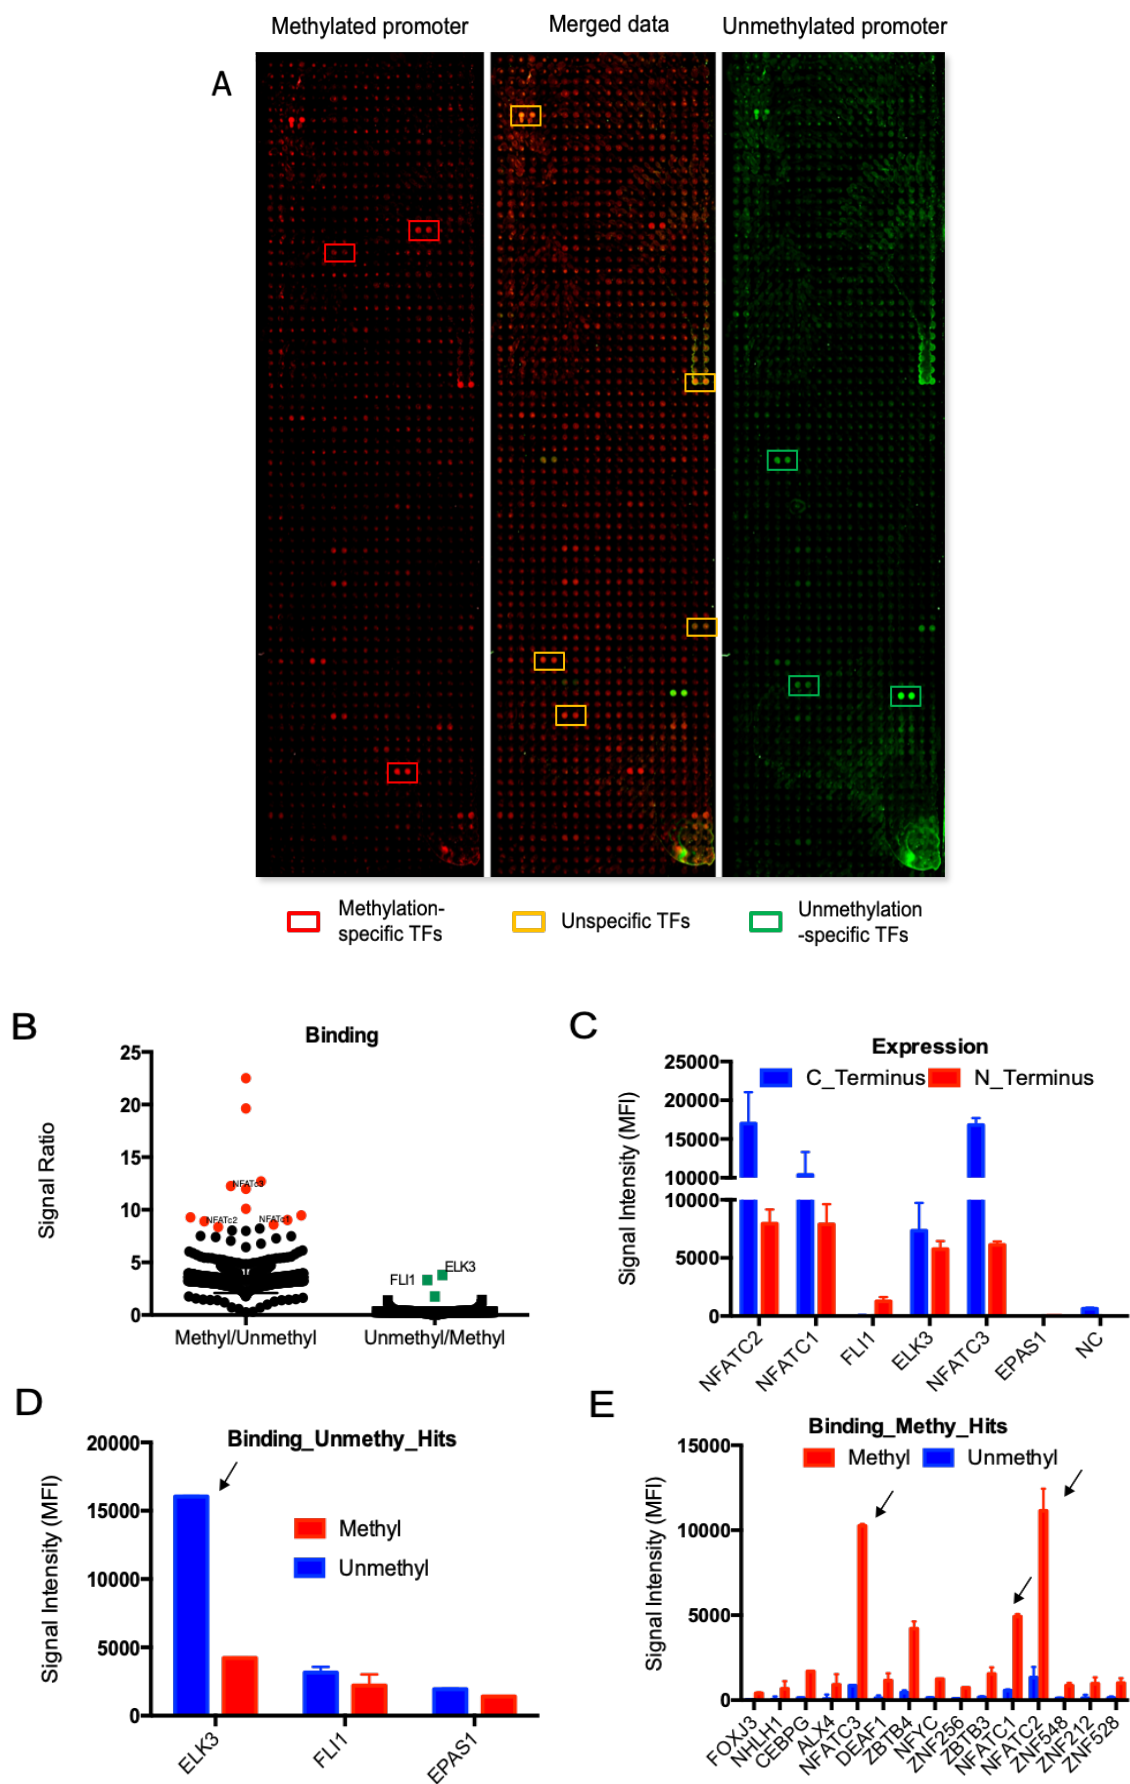 Methylated promoter
Merged data
Unmethylated promoter
A
Methylation-
specific TFs
Unspecific TFs
Unmethylation
-specific TFs
B
Binding
Signal Ratio
25
20
15
10
5
0
NFATc3
NFATc2
NFATc1
FLI1
ELK3
Methyl/Unmethyl
Unmethyl/Methyl
C
Expression
C_Terminus
N_Terminus
Signal Intensity (MFI)
25000
20000
15000
10000
10000
5000
0
NFATC2
NFATC1
FLI1
ELK3
NFATC3
EPAS1
NC
D
Binding_Unmethy_Hits
Signal Intensity (MFI)
20000
15000
10000
5000
0
Methyl
Unmethyl
ELK3
FLI1
EPAS1
E
Binding_Methy_Hits
Methyl
Unmethyl
Signal Intensity (MFI)
15000
10000
5000
0
FOXJ3
NHLH1
CEBPG
ALX4
NFATC3
DEAF1
ZBTB4
NFYC
ZNF256
ZBTB3
NFATC1
NFATC2
ZNF548
ZNF212
ZNF528